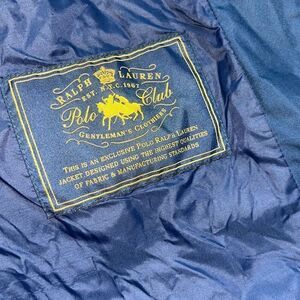 RALPH LAUREN
EST. N.Y.C. 1967
Polo Club
GENTLEMAN'S CLOTHIERS
THIS IS AN EXCLUSIVE POLO RALPH LAUREN
JACKET DESIGNED USING THE HIGHEST QUALITIES
OF FABRIC & MANUFACTURING STANDARDS